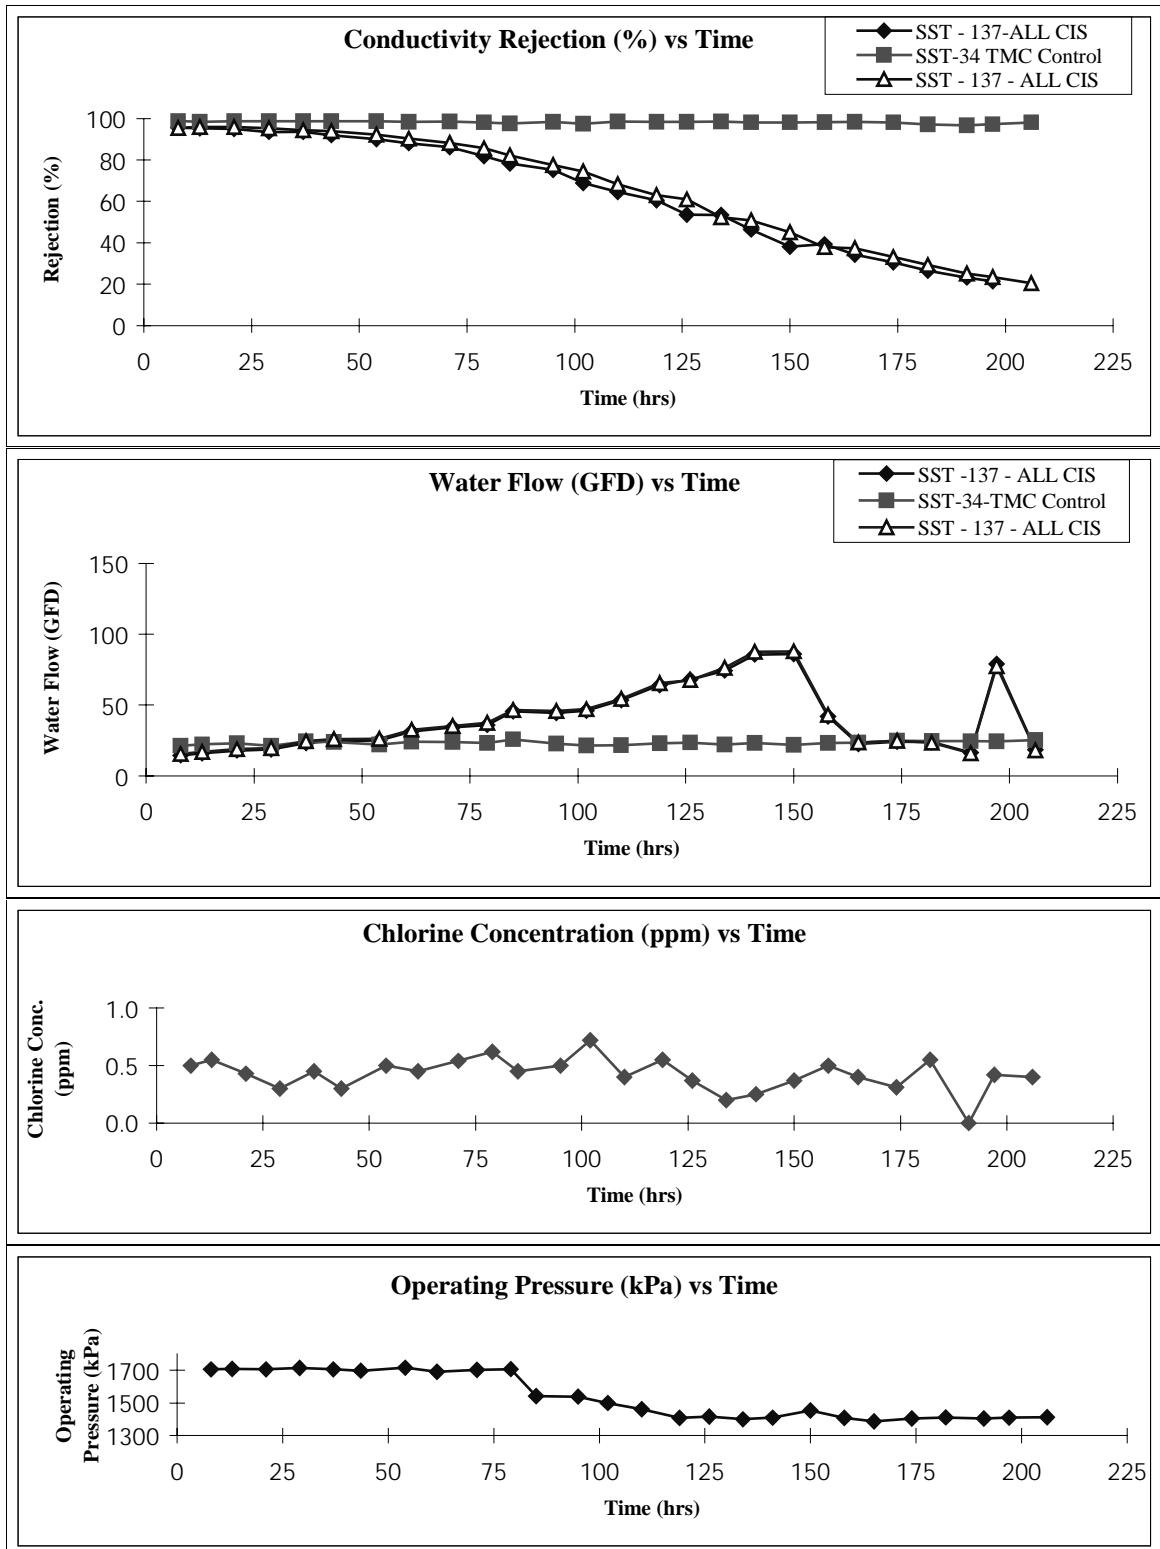 Conductivity Rejection (%) vs Time
SST - 137-ALL CIS
SST-34 TMC Control
SST - 137 - ALL CIS
Rejection (%)
100
80
60
40
20
0
0 25 50 75 100 125 150 175 200 225
Time (hrs)
Water Flow (GFD) vs Time
SST -137 - ALL CIS
SST-34-TMC Control
SST - 137 - ALL CIS
Water Flow (GFD)
150
100
50
0
0 25 50 75 100 125 150 175 200 225
Time (hrs)
Chlorine Concentration (ppm) vs Time
Chlorine Conc.
(ppm)
1.0
0.5
0.0
0 25 50 75 100 125 150 175 200 225
Time (hrs)
Operating Pressure (kPa) vs Time
Operating
Pressure (kPa)
1700
1500
1300
0 25 50 75 100 125 150 175 200 225
Time (hrs)